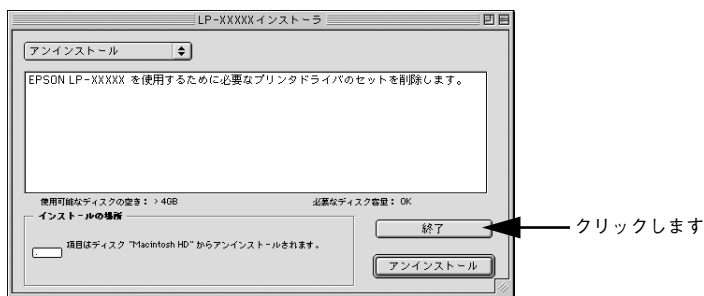 LP-XXXXXインストーラ
アンインストール
EPSON LP-XXXXX を使用するために必要なプリンタドライバのセットを削除します。
使用可能なディスクの空き： >4GB 必要なディスク容量： OK
インストールの場所
項目はディスク "Macintosh HD" からアンインストールされます。
終了
クリックします
アンインストール